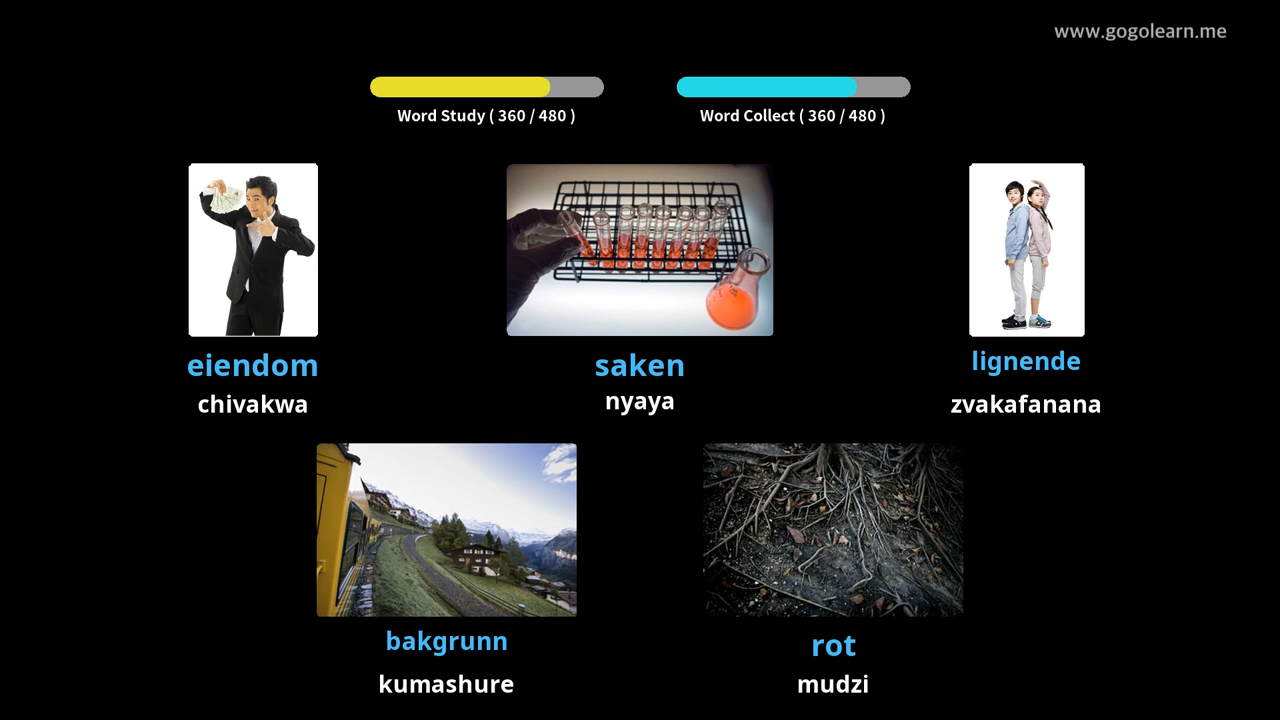 www.gogolearn.me
Word Study ( 360 / 480 )
Word Collect ( 360 / 480 )
eiendom
chivakwa
saken
nyaya
lignende
zvakafanana
bakgrunn
kumashure
rot
mudzi